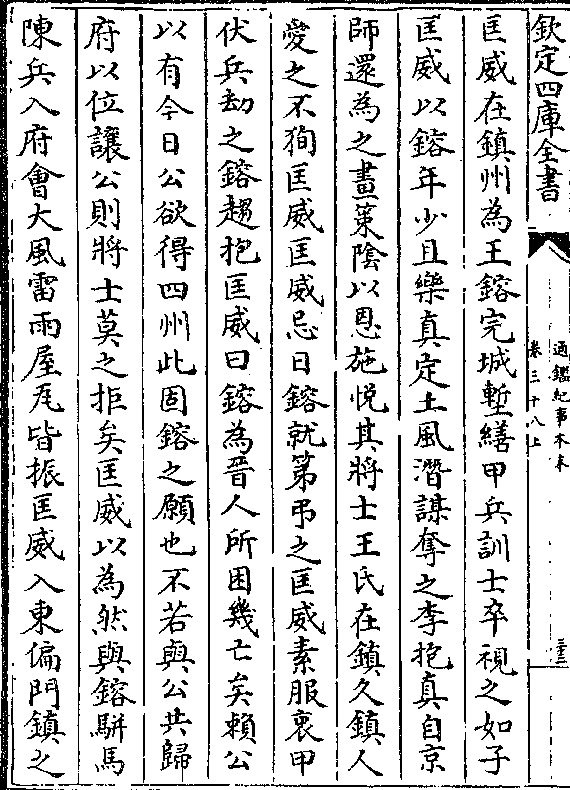 欽定四庫全書
通鑑紀事本末
卷三十八上
三三
匡威在鎮州為王鎔完城塹繕甲兵訓士卒視之如子
匡威以鎔年少且樂真定土風潛謀奪之李抱真自京
師還為之畫策陰以恩施悅其將士王氏在鎮久鎮人
愛之不狥匡威匡威忌日鎔就第弔之匡威素服衷甲
伏兵劫之鎔趨抱匡威曰鎔為晉人所困幾亡矣賴公
以有今日公欲得四州此固鎔之願也不若與公共歸
府以位讓公則將士莫之拒矣匡威以為然與鎔駢馬
陳兵入府會大風雷雨屋瓦皆振匡威入東偏門鎮之